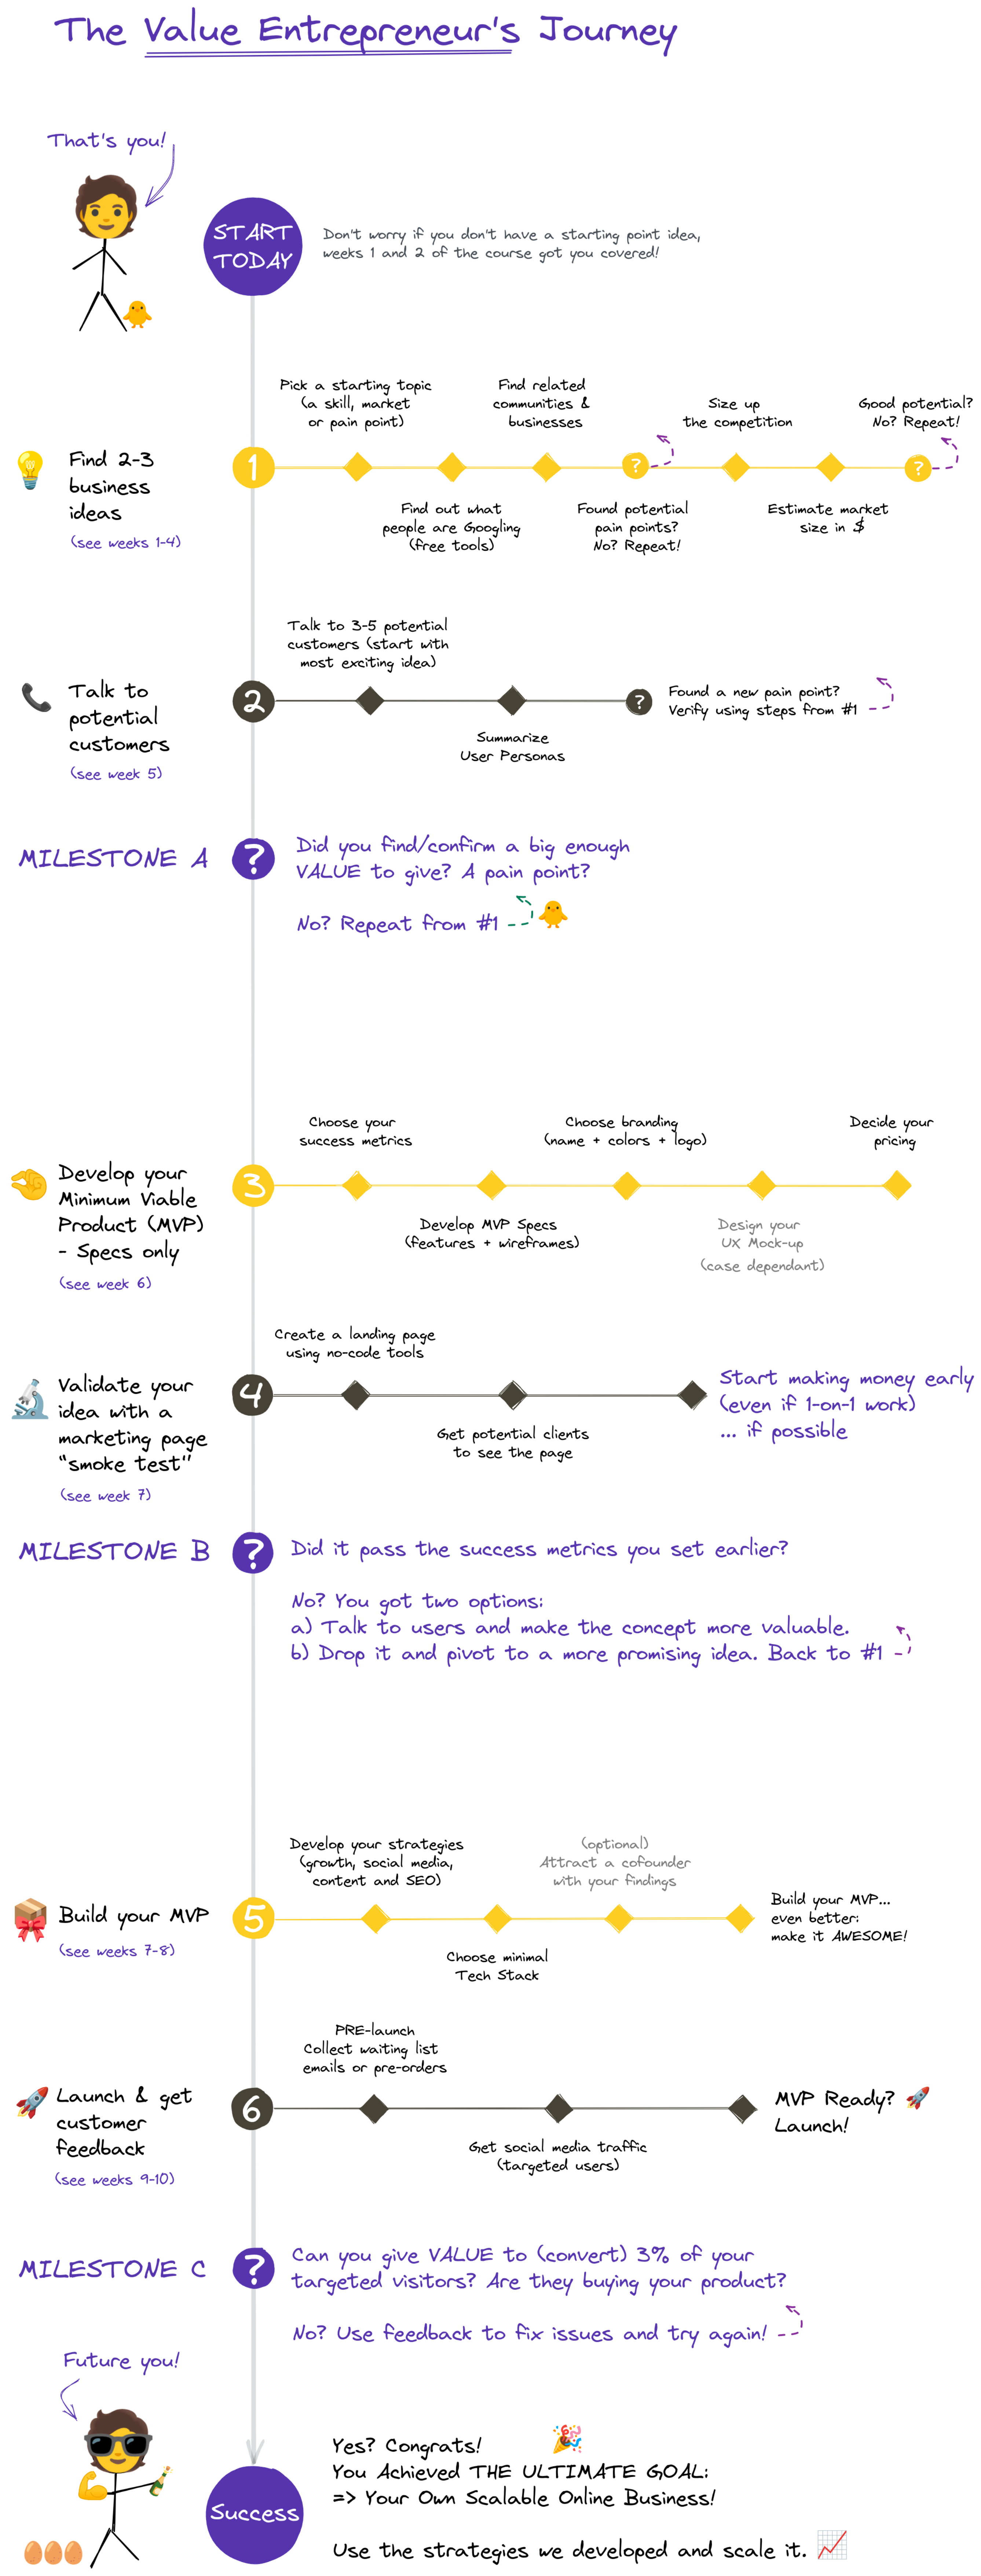 The Value Entrepreneur's Journey
That's you!
START
TODAY
Don't worry if you don't have a starting point idea,
weeks 1 and 2 of the course got you covered!
Find 2-3
business
ideas
(see weeks 1-4)
1
Pick a starting topic
(a skill, market
or pain point)
Find out what
people are Googling
(free tools)
Find related
communities &
businesses
?
Found potential
pain points?
No? Repeat!
Size up
the competition
Estimate market
size in $
Good potential?
No? Repeat!
?
Talk to
potential
customers
(see week 5)
2
Talk to 3-5 potential
customers (start with
most exciting idea)
Summarize
User Personas
?
Found a new pain point?
Verify using steps from #1
MILESTONE A
?
Did you find/confirm a big enough
VALUE to give? A pain point?
No? Repeat from #1
Develop your
Minimum Viable
Product (MVP)
- Specs only
(see week 6)
3
Choose your
success metrics
Develop MVP Specs
(features + wireframes)
Choose branding
(name + colors + logo)
Design your
UX Mock-up
(case dependant)
Decide your
pricing
Validate your
idea with a
marketing page
"smoke test"
(see week 7)
4
Create a landing page
using no-code tools
Get potential clients
to see the page
Start making money early
(even if 1-on-1 work)
... if possible
MILESTONE B
?
Did it pass the success metrics you set earlier?
No? You got two options:
a) Talk to users and make the concept more valuable.
b) Drop it and pivot to a more promising idea. Back to #1
Build your MVP
(see weeks 7-8)
5
Develop your strategies
(growth, social media,
content and SEO)
Choose minimal
Tech Stack
(optional)
Attract a cofounder
with your findings
Build your MVP...
even better:
make it AWESOME!
Launch & get
customer
feedback
(see weeks 9-10)
6
PRE-launch
Collect waiting list
emails or pre-orders
Get social media traffic
(targeted users)
MVP Ready?
Launch!
MILESTONE C
?
Can you give VALUE to (convert) 3% of your
targeted visitors? Are they buying your product?
No? Use feedback to fix issues and try again!
Future you!
Success
Yes? Congrats!
You Achieved THE ULTIMATE GOAL:
=> Your Own Scalable Online Business!
Use the strategies we developed and scale it.